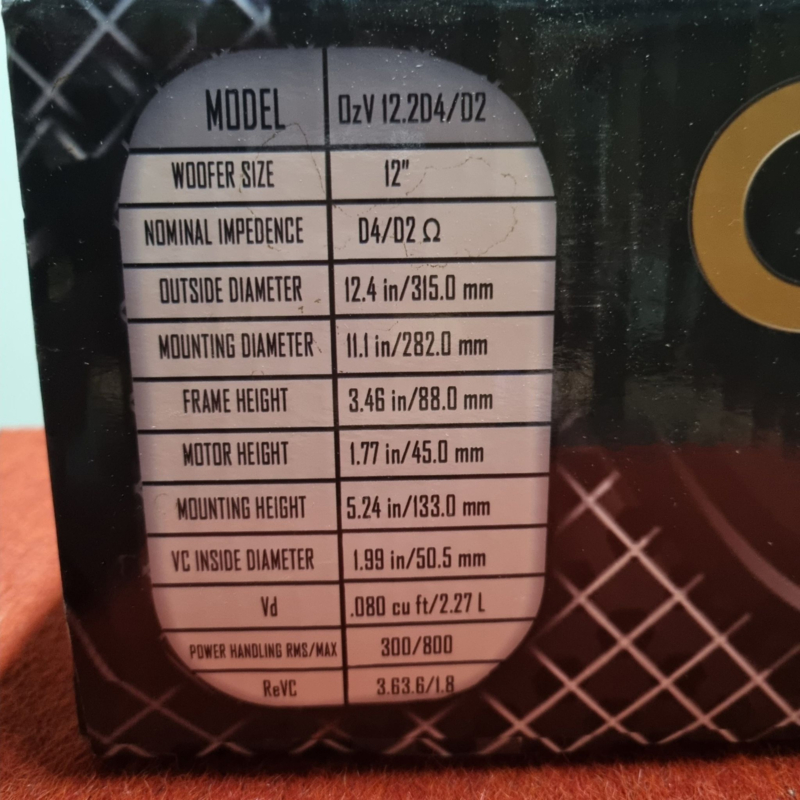 MODEL OzV 12.2D4/D2
WOOFER SIZE 12"
NOMINAL IMPEDENCE D4/D2 Ω
OUTSIDE DIAMETER 12.4 in/315.0 mm
MOUNTING DIAMETER 11.1 in/282.0 mm
FRAME HEIGHT 3.46 in/88.0 mm
MOTOR HEIGHT 1.77 in/45.0 mm
MOUNTING HEIGHT 5.24 in/133.0 mm
VC INSIDE DIAMETER 1.99 in/50.5 mm
Vd .080 cu ft/2.27 L
POWER HANDLING RMS/MAX 300/800
ReVC 3.63.6/1.8